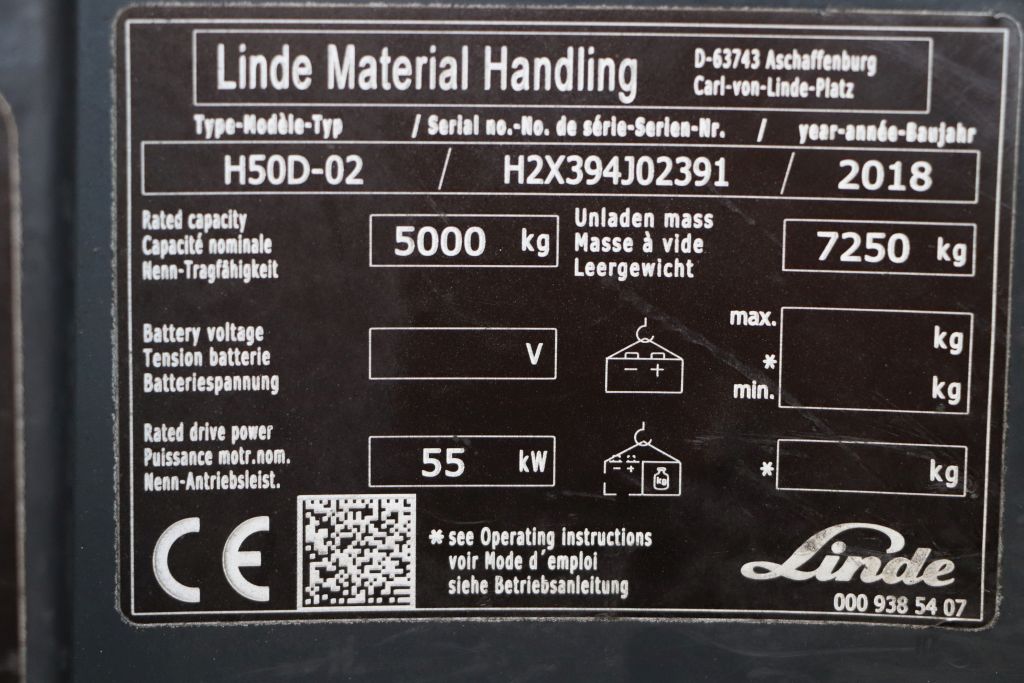 Linde Material Handling
D-63743 Aschaffenburg
Carl-von-Linde-Platz
Type-Modèle-Typ / Serial no.-No. de série-Serien-Nr. / year-année-Baujahr
H50D-02 / H2X394J02391 / 2018
Rated capacity
Capacité nominale
Nenn-Tragfähigkeit
5000 kg
Unladen mass
Masse à vide
Leergewicht
7250 kg
Battery voltage
Tension batterie
Batteriespannung
V
- +
max. kg
*
min. kg
Rated drive power
Puissance motr.nom.
Nenn-Antriebsleist.
55 kW
- +
kg
* kg
CE
* see Operating instructions
voir Mode d´emploi
siehe Betriebsanleitung
Linde
000 938 54 07